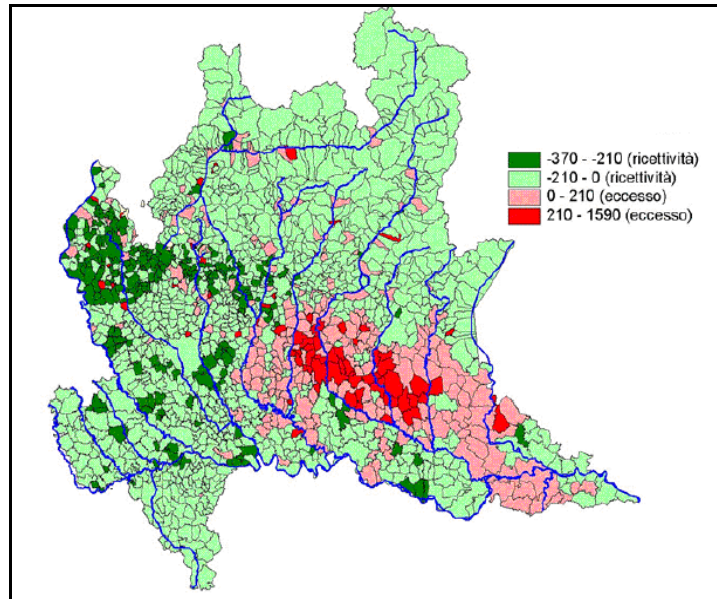 -370 - -210 (ricettività)
-210 - 0 (ricettività)
0 - 210 (eccesso)
210 - 1590 (eccesso)